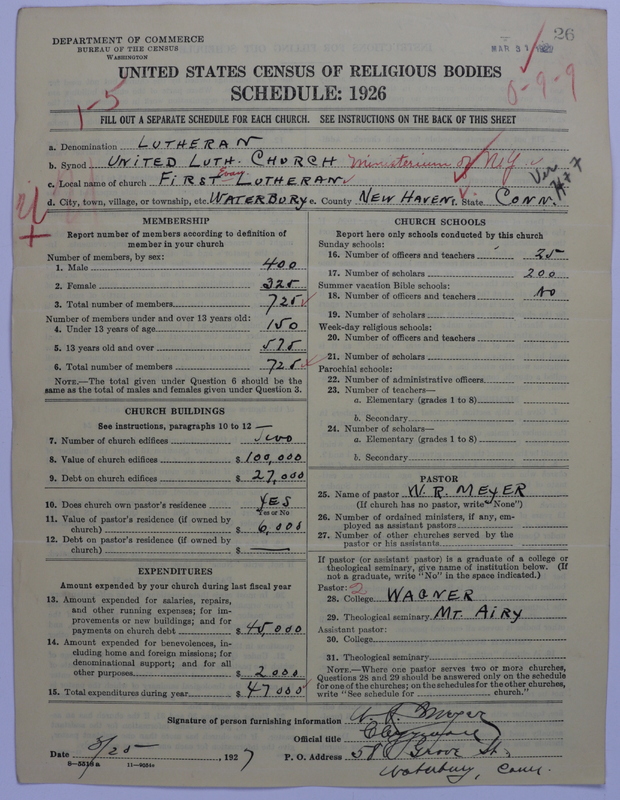 DEPARTMENT OF COMMERCE
BUREAU OF THE CENSUS
WASHINGTON
MAR 31 1927
26
UNITED STATES CENSUS OF RELIGIOUS BODIES
SCHEDULE: 1926
1-5
0-9-9
FILL OUT A SEPARATE SCHEDULE FOR EACH CHURCH. SEE INSTRUCTIONS ON THE BACK OF THIS SHEET
a. Denomination LUTHERAN
b. Synod UNITED LUTH. CHURCH Ministerium of N.Y.
c. Local name of church FIRST Evang LUTHERAN
d. City, town, village, or township, etc. WATERBURY e. County NEW HAVEN f. State CONN.
MEMBERSHIP
Report number of members according to definition of
member in your church
Number of members, by sex:
1. Male 400
2. Female 325
3. Total number of members 725
Number of members under and over 13 years old:
4. Under 13 years of age 150
5. 13 years old and over 575
6. Total number of members 725
NOTE.—The total given under Question 6 should be the
same as the total of males and females given under Question 3.
CHURCH BUILDINGS
See instructions, paragraphs 10 to 12
7. Number of church edifices Two
8. Value of church edifices $ 100,000
9. Debt on church edifices $ 27,000
10. Does church own pastor's residence YES
Yes or No
11. Value of pastor's residence (if owned by
church) $ 6,000
12. Debt on pastor's residence (if owned by
church) $ —
EXPENDITURES
Amount expended by your church during last fiscal year
13. Amount expended for salaries, repairs,
and other running expenses; for im-
provements or new buildings; and for
payments on church debt $ 45,000
14. Amount expended for benevolences, in-
cluding home and foreign missions; for
denominational support; and for all
other purposes $ 2000
15. Total expenditures during year $ 47000
CHURCH SCHOOLS
Report here only schools conducted by this church
Sunday schools:
16. Number of officers and teachers 25
17. Number of scholars 200
Summer vacation Bible schools:
18. Number of officers and teachers No
19. Number of scholars
Week-day religious schools:
20. Number of officers and teachers
21. Number of scholars
Parochial schools:
22. Number of administrative officers
23. Number of teachers—
a. Elementary (grades 1 to 8)
b. Secondary
24. Number of scholars—
a. Elementary (grades 1 to 8)
b. Secondary
PASTOR
25. Name of pastor W. R. MEYER
(If church has no pastor, write "None")
26. Number of ordained ministers, if any, em-
ployed as assistant pastors
27. Number of other churches served by the
pastor or his assistants
If pastor (or assistant pastor) is a graduate of a college or
theological seminary, give name of institution below. (If
not a graduate, write "No" in the space indicated.)
Pastor: 2
28. College WAGNER
29. Theological seminary MT. AIRY
Assistant pastor:
30. College
31. Theological seminary
NOTE.—Where one pastor serves two or more churches,
Questions 28 and 29 should be answered only on the schedule
for one of the churches; on the schedules for the other churches,
write "See schedule for church."
Signature of person furnishing information W. R. Meyer
Official title Clergyman
Date 3/25 1927
P. O. Address 58 Grove St.
Waterbury, Conn.
8—5519a 11—9054a